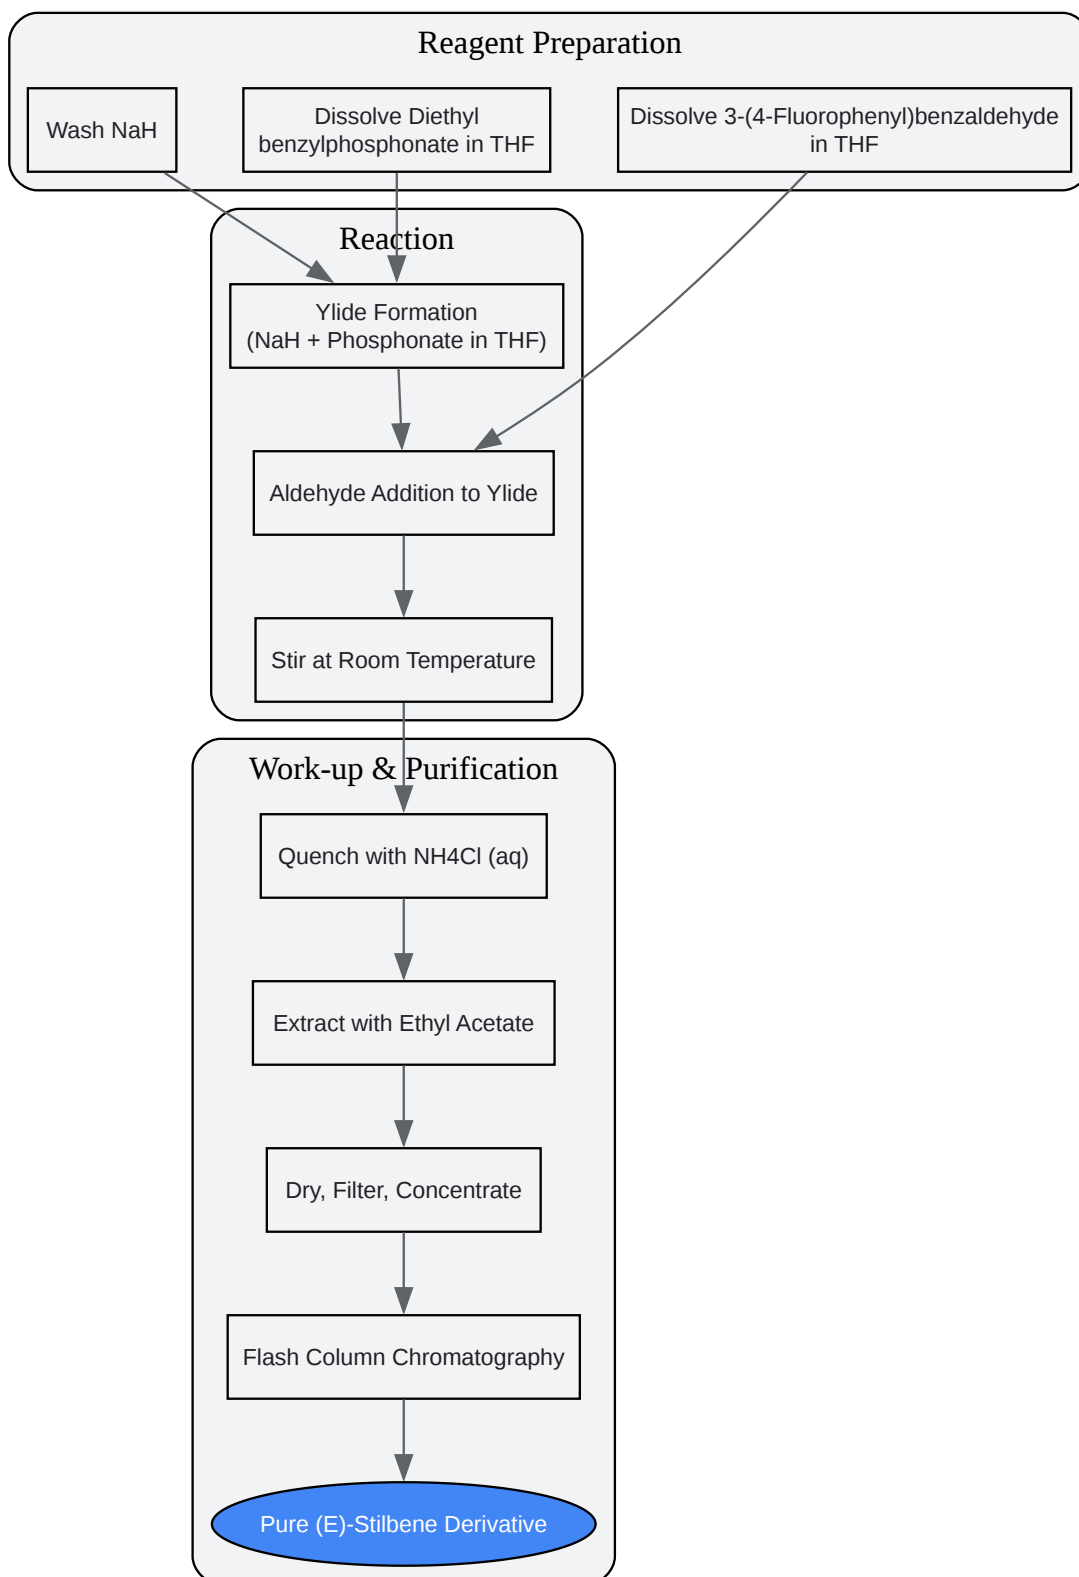 Reagent Preparation
Wash NaH
Dissolve Diethyl
benzylphosphonate in THF
Dissolve 3-(4-Fluorophenyl)benzaldehyde
in THF
Reaction
Ylide Formation
(NaH + Phosphonate in THF)
Aldehyde Addition to Ylide
Stir at Room Temperature
Work-up & Purification
Quench with NH4Cl (aq)
Extract with Ethyl Acetate
Dry, Filter, Concentrate
Flash Column Chromatography
Pure (E)-Stilbene Derivative